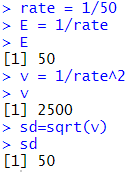 > rate = 1/50
> E = 1/rate
> E
[1] 50
> v = 1/rate^2
> v
[1] 2500
> sd=sqrt(v)
> sd
[1] 50